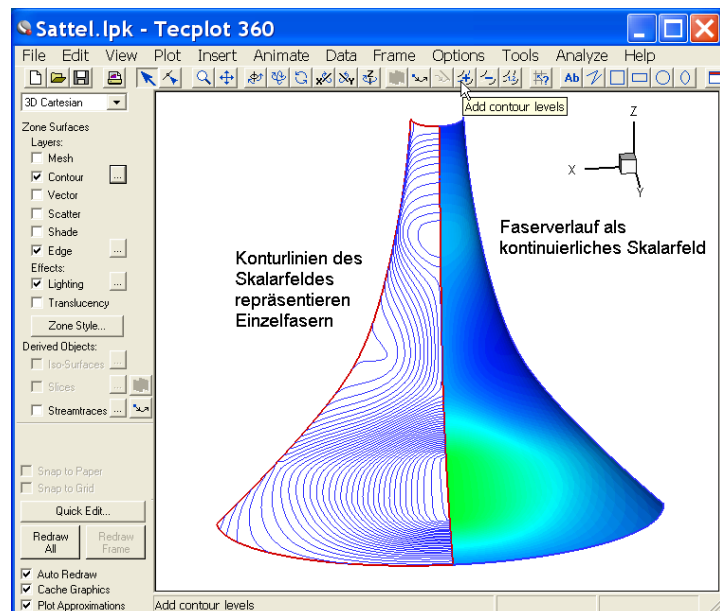 Sattel.lpk - Tecplot 360
File Edit View Plot Insert Animate Data Frame Options Tools Analyze Help
Ab
3D Cartesian
Add contour levels
Zone Surfaces
Layers:
Mesh
Contour ...
Vector
Scatter
Shade
Edge ...
Effects:
Lighting ...
Translucency
Zone Style...
Derived Objects:
Iso-Surfaces ...
Slices ...
Streamtraces ...
Snap to Paper
Snap to Grid
Quick Edit...
Redraw
All
Redraw
Frame
Auto Redraw
Cache Graphics
Plot Approximations
Z
X
Y
Konturlinien des
Skalarfeldes
repräsentieren
Einzelfasern
Faserverlauf als
kontinuierliches Skalarfeld
Add contour levels